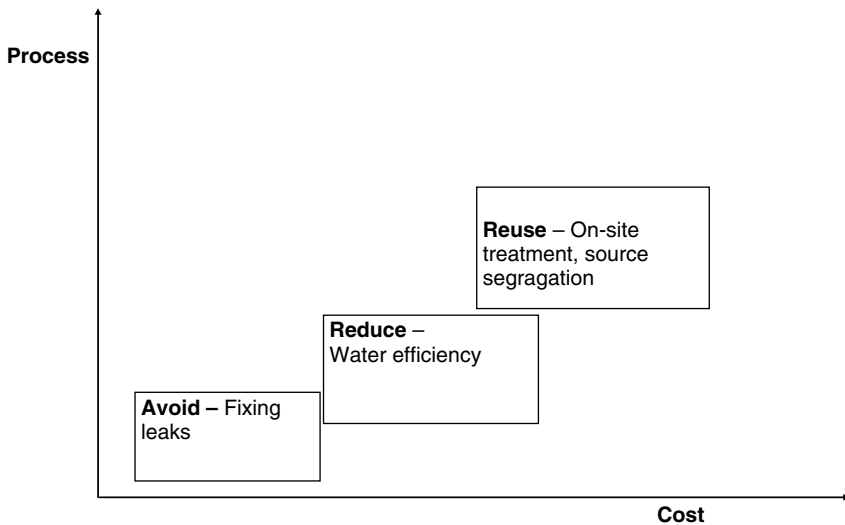 Process
Reuse – On-site
treatment, source
segragation
Reduce –
Water efficiency
Avoid – Fixing
leaks
Cost